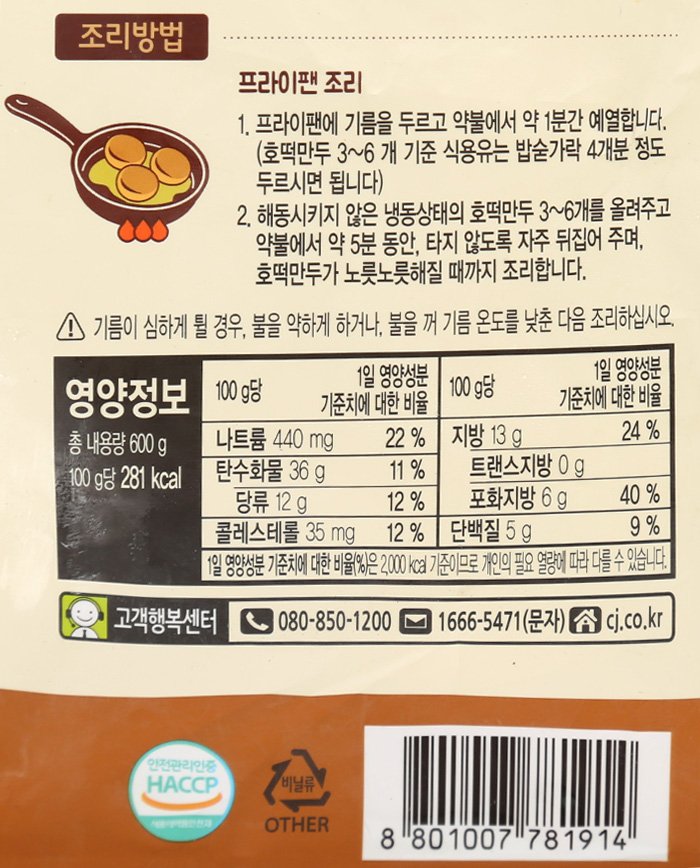 조리방법
프라이팬 조리
1. 프라이팬에 기름을 두르고 약불에서 약 1분간 예열합니다.
(호떡만두 3~6 개 기준 식용유는 밥숟가락 4개분 정도
두르시면 됩니다)
2. 해동시키지 않은 냉동상태의 호떡만두 3~6개를 올려주고
약불에서 약 5분 동안, 타지 않도록 자주 뒤집어 주며,
호떡만두가 노릇노릇해질 때까지 조리합니다.
기름이 심하게 튈 경우, 불을 약하게 하거나, 불을 꺼 기름 온도를 낮춘 다음 조리하십시오.
영양정보
총 내용량 600 g
100 g당 281 kcal
100 g당 1일 영양성분 기준치에 대한 비율
나트륨 440 mg 22 %
탄수화물 36 g 11 %
당류 12 g 12 %
콜레스테롤 35 mg 12 %
100 g당 1일 영양성분 기준치에 대한 비율
지방 13 g 24 %
트랜스지방 0 g
포화지방 6 g 40 %
단백질 5 g 9 %
1일 영양성분 기준치에 대한 비율(%)은 2,000 kcal 기준이므로 개인의 필요 열량에 따라 다를 수 있습니다.
고객행복센터 080-850-1200 1666-5471(문자) cj.co.kr
안전관리인증
HACCP
식품의약품안전처
비닐류
OTHER
8 801007 781914